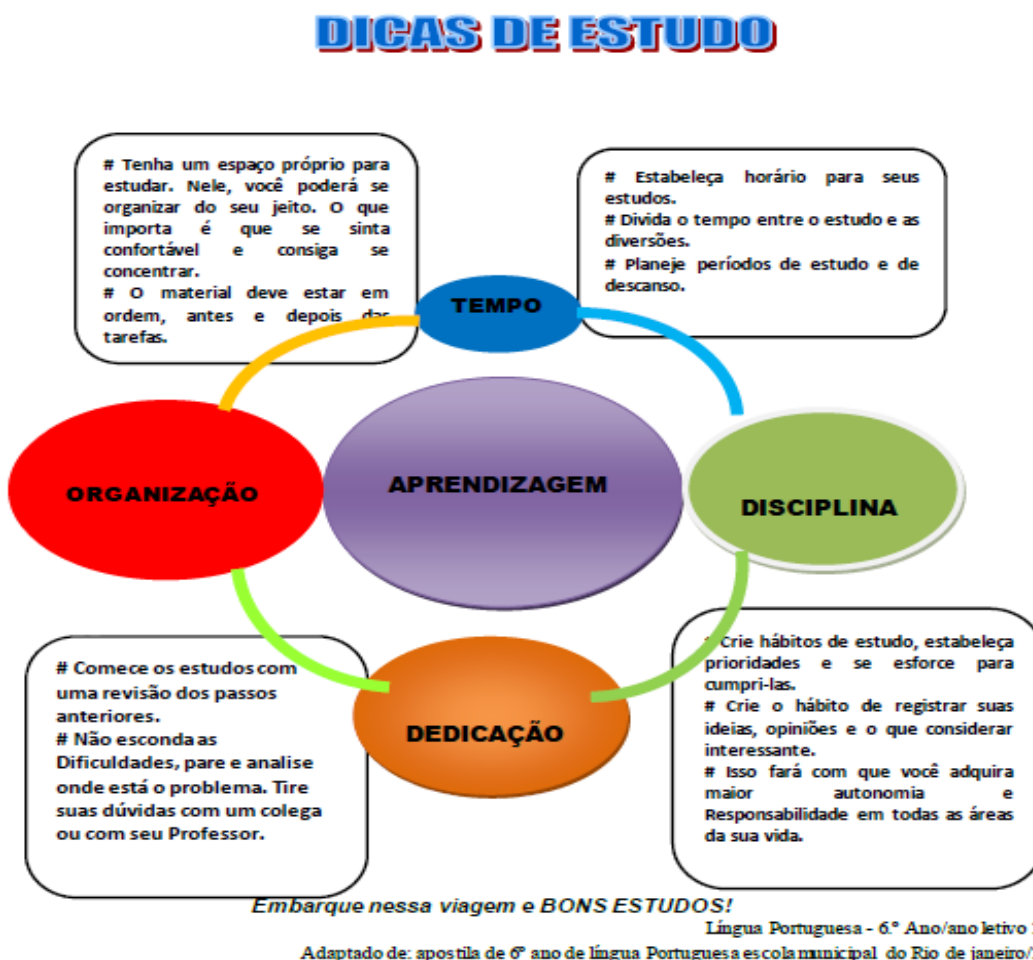 DICAS DE ESTUDO
# Tenha um espaço próprio para
estudar. Nele, você poderá se
organizar do seu jeito. O que
importa é que se sinta
confortável e consiga se
concentrar.
# O material deve estar em
ordem, antes e depois das
tarefas.
# Estabeleça horário para seus
estudos.
# Divida o tempo entre o estudo e as
diversões.
# Planeje períodos de estudo e de
descanso.
TEMPO
ORGANIZAÇÃO
APRENDIZAGEM
DISCIPLINA
DEDICAÇÃO
# Comece os estudos com
uma revisão dos passos
anteriores.
# Não esconda as
Dificuldades, pare e analise
onde está o problema. Tire
suas dúvidas com um colega
ou com seu Professor.
# Crie hábitos de estudo, estabeleça
prioridades e se esforce para
cumpri-las.
# Crie o hábito de registrar suas
ideias, opiniões e o que considerar
interessante.
# Isso fará com que você adquira
maior autonomia e
Responsabilidade em todas as áreas
da sua vida.
Embarque nessa viagem e BONS ESTUDOS!
Língua Portuguesa - 6.º Ano/ano letivo
Adaptado de: apostila de 6º ano de língua Portuguesa escola municipal do Rio de janeiro/